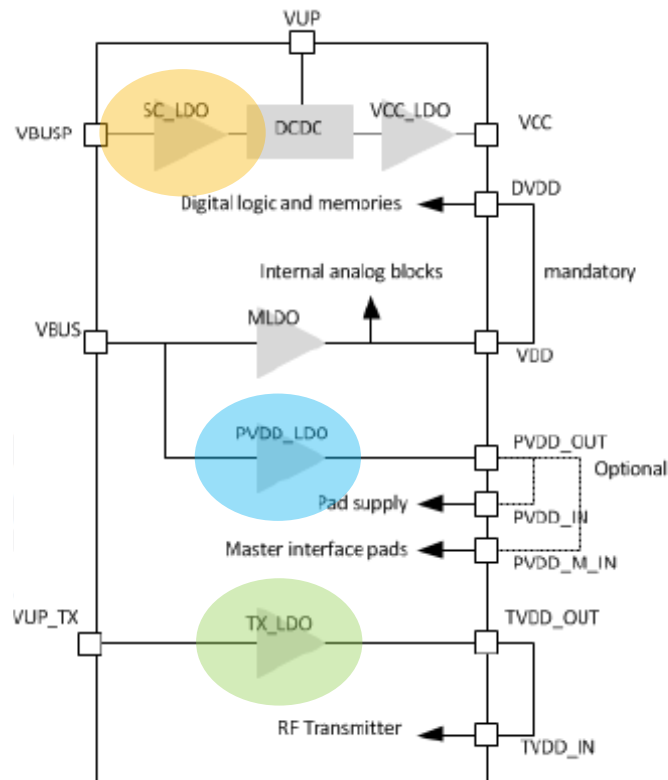 VUP
SC_LDO
VCC_LDO
DCDC
VBUSP
VCC
DVDD
Digital logic and memories
Internal analog blocks
mandatory
MLDO
VBUS
VDD
PVDD_LDO
PVDD_OUT
Optional
Pad supply
PVDD_IN
Master interface pads
PVDD_M_IN
VUP_TX
TX_LDO
TVDD_OUT
RF Transmitter
TVDD_IN